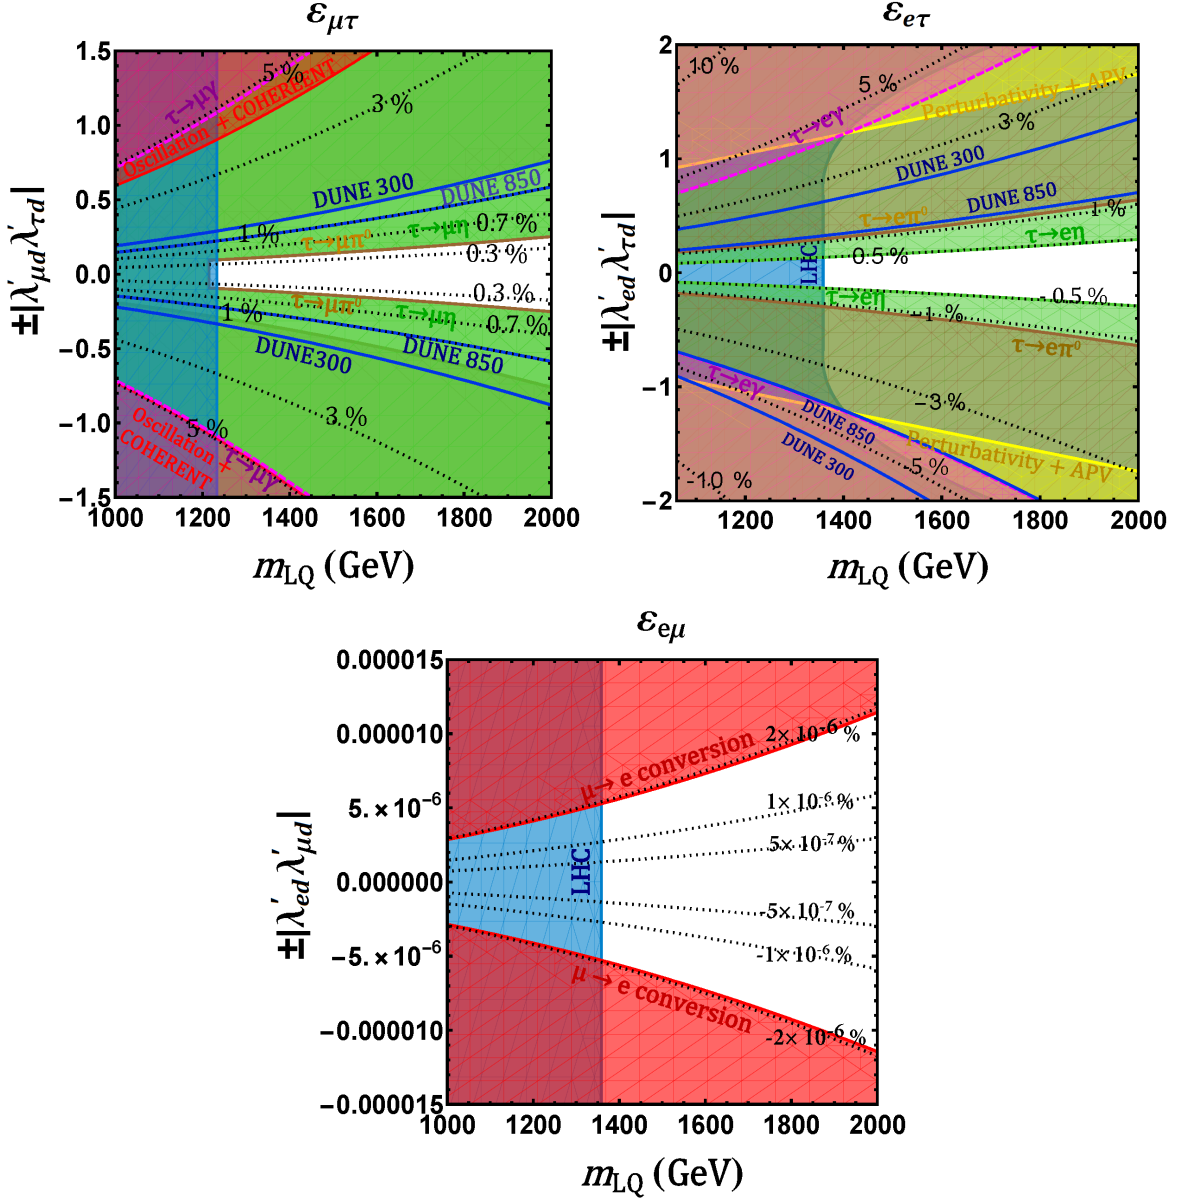 ε_μτ
±|λ′_μd λ′_τd|
1.5
1.0
0.5
0.0
−0.5
−1.0
−1.5
τ→μγ
5 %
Oscillation + COHERENT
3 %
DUNE 300
DUNE 850
1 %
τ→μπ⁰
τ→μη
0.7 %
0.3 %
0.3 %
τ→μπ⁰
τ→μη
0.7 %
1 %
DUNE300
DUNE 850
5 %
3 %
Oscillation +
COHERENT
τ→μγ
1000 1200 1400 1600 1800 2000
m_LQ (GeV)
ε_eτ
±|λ′_ed λ′_τd|
2
1
0
−1
−2
10 %
5 %
Perturbativity + APV
τ→eγ
3 %
DUNE 300
DUNE 850
τ→eπ⁰
1 %
τ→eη
LHC
0.5 %
τ→eη
- 0.5 %
−1 %
τ→eπ⁰
τ→eγ
DUNE 850
−3 %
DUNE 300
-5 %
Perturbativity + APV
-10 %
1200 1400 1600 1800 2000
m_LQ (GeV)
ε_eμ
±|λ′_ed λ′_μd|
0.000015
0.000010
5.×10⁻⁶
0.000000
−5.×10⁻⁶
−0.000010
−0.000015
2× 10⁻⁶ %
μ→ e conversion
1× 10⁻⁶ %
5× 10⁻⁷ %
LHC
-5× 10⁻⁷ %
-1× 10⁻⁶ %
μ → e conversion
-2× 10⁻⁶ %
1000 1200 1400 1600 1800 2000
m_LQ (GeV)